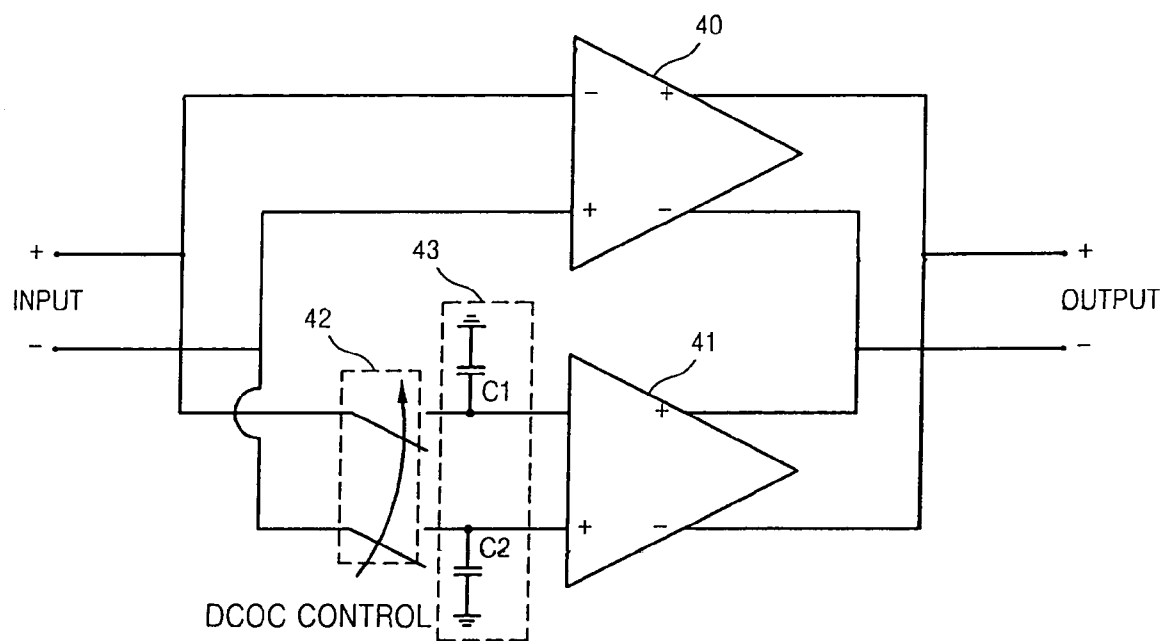 40
- +
+ -
+ +
INPUT OUTPUT
- -
43
42
41
C1
+
+ -
C2
DCOC CONTROL